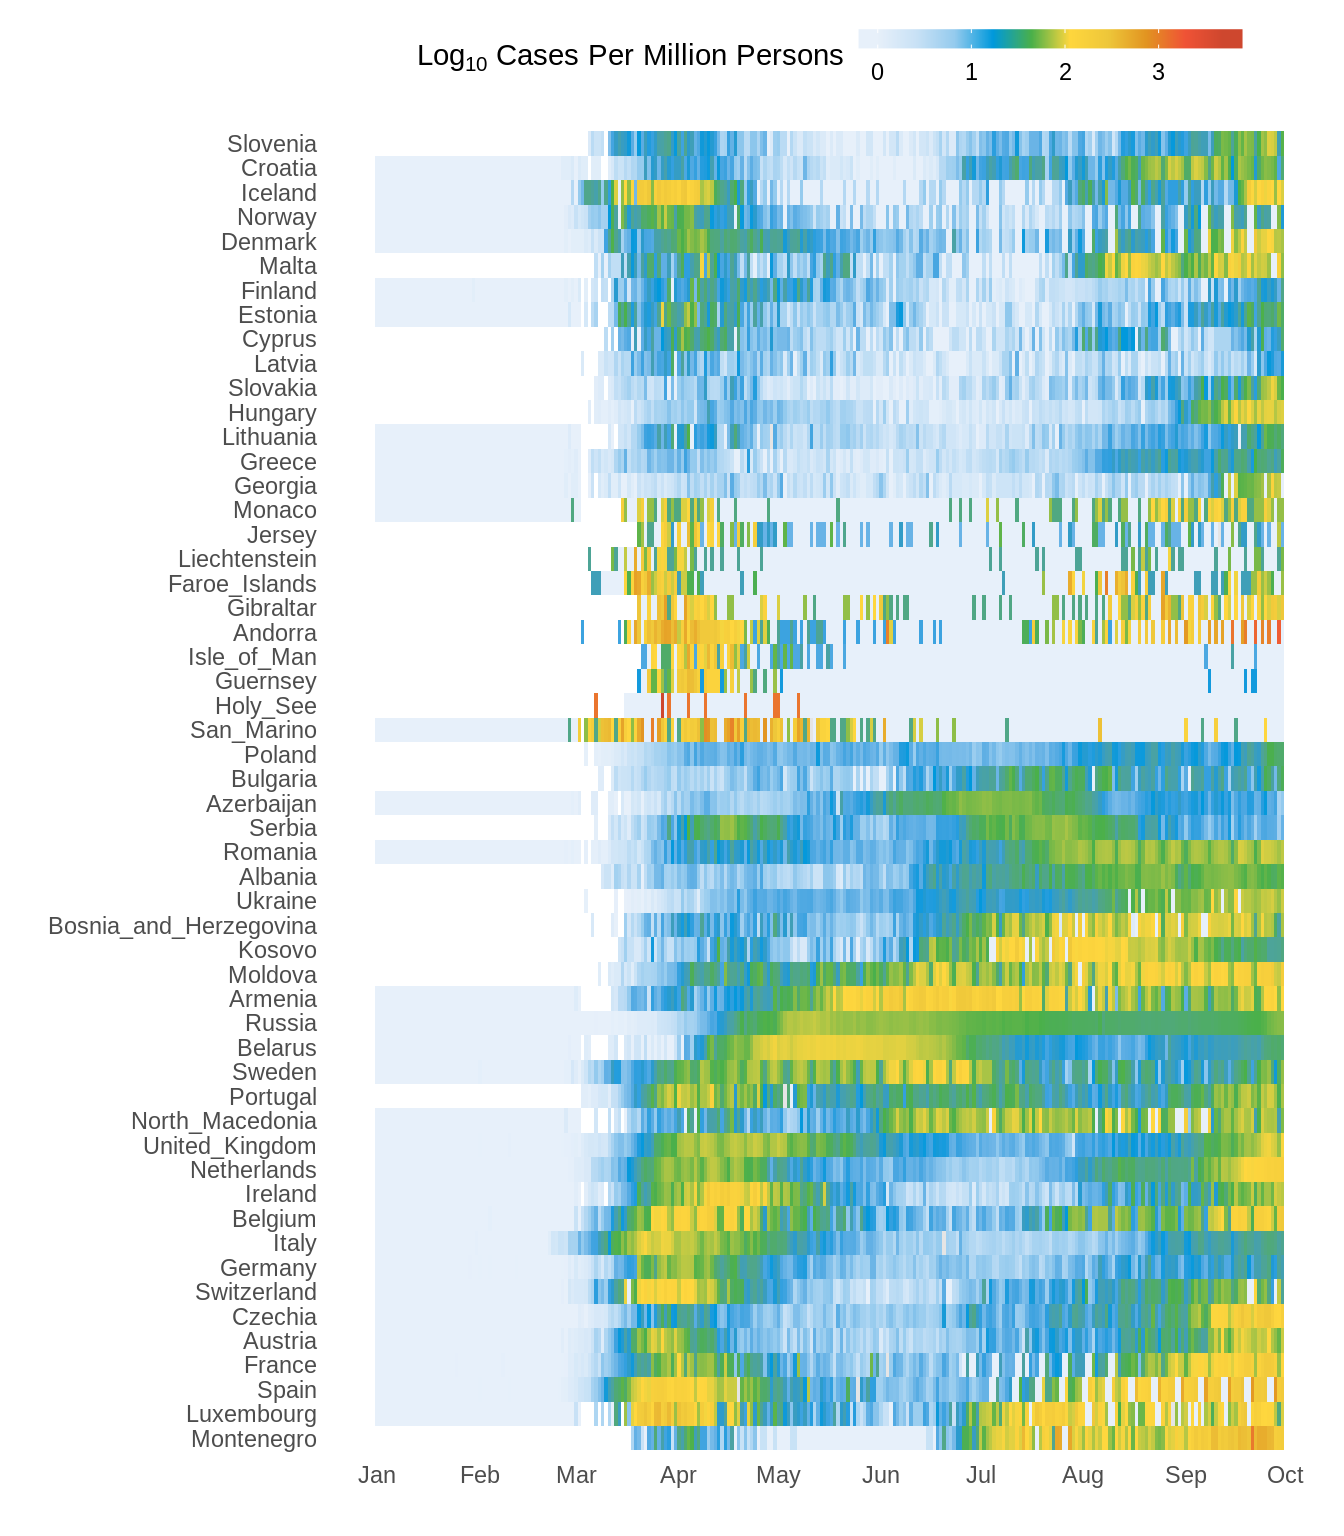 Log10 Cases Per Million Persons
0 1 2 3
Slovenia
Croatia
Iceland
Norway
Denmark
Malta
Finland
Estonia
Cyprus
Latvia
Slovakia
Hungary
Lithuania
Greece
Georgia
Monaco
Jersey
Liechtenstein
Faroe_Islands
Gibraltar
Andorra
Isle_of_Man
Guernsey
Holy_See
San_Marino
Poland
Bulgaria
Azerbaijan
Serbia
Romania
Albania
Ukraine
Bosnia_and_Herzegovina
Kosovo
Moldova
Armenia
Russia
Belarus
Sweden
Portugal
North_Macedonia
United_Kingdom
Netherlands
Ireland
Belgium
Italy
Germany
Switzerland
Czechia
Austria
France
Spain
Luxembourg
Montenegro
Jan Feb Mar Apr May Jun Jul Aug Sep Oct